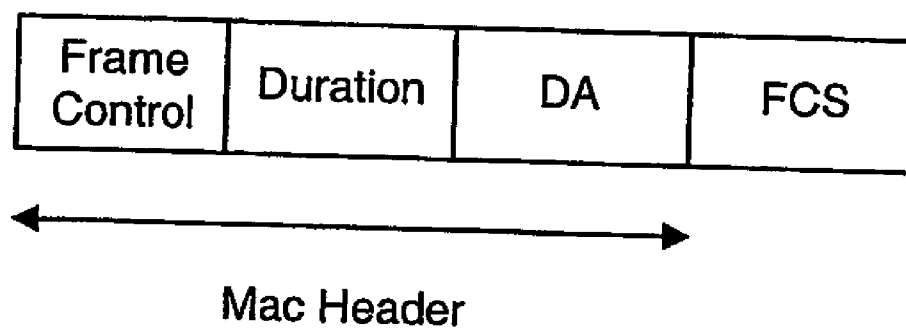 Frame
Control
Duration
DA
FCS
Mac Header